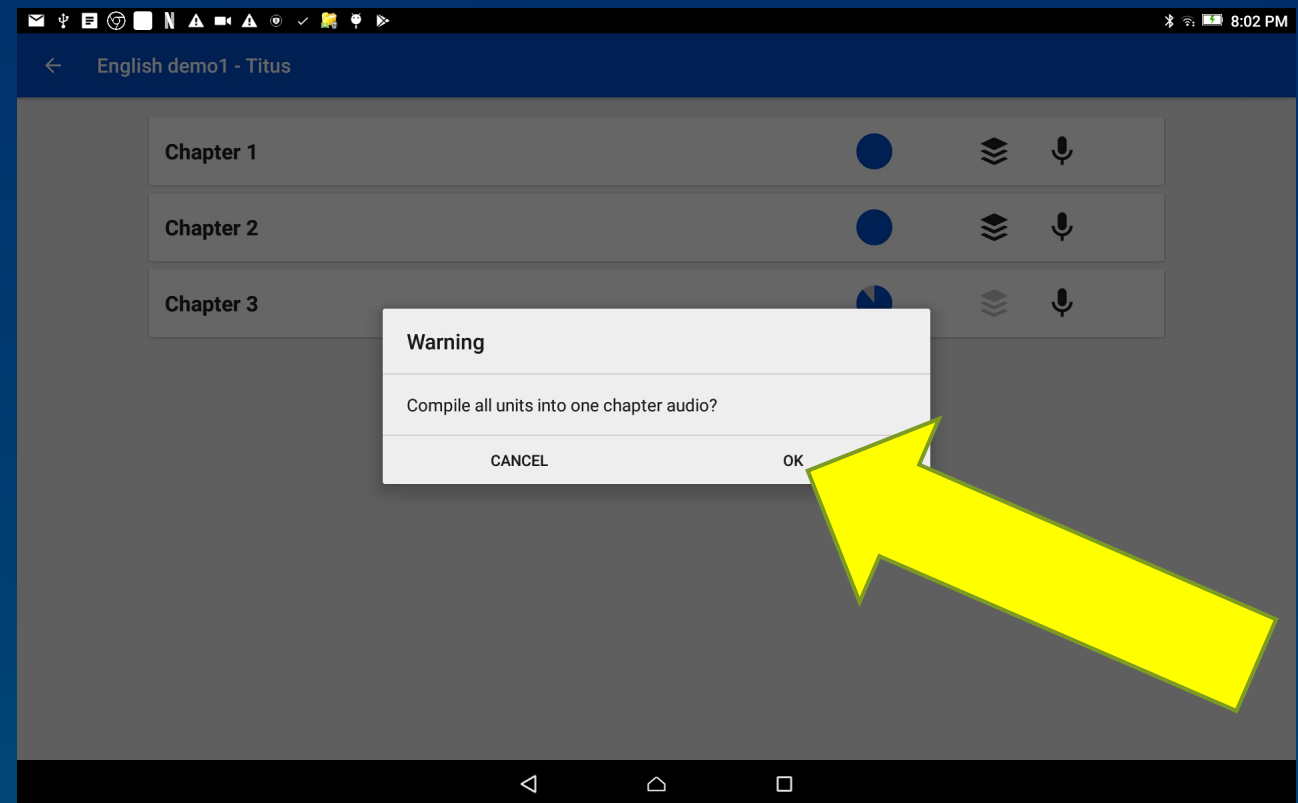 8:02 PM
English demo1 - Titus
Chapter 1
Chapter 2
Chapter 3
Warning
Compile all units into one chapter audio?
CANCEL OK